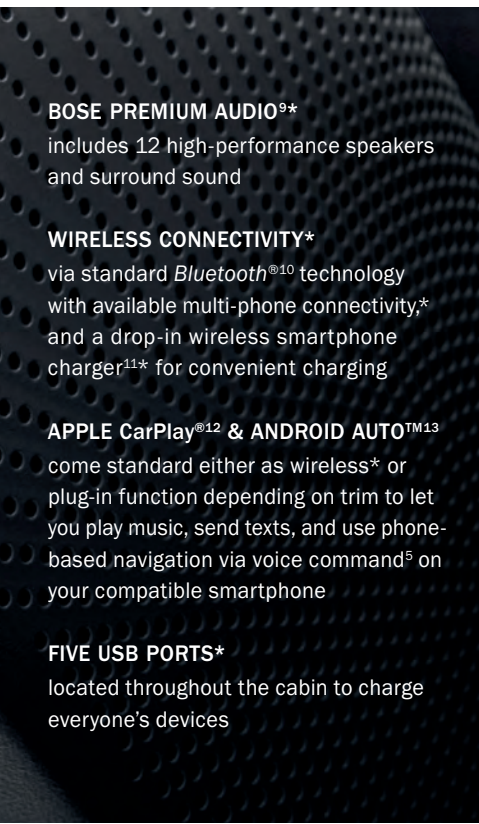 BOSE PREMIUM AUDIO⁹*
includes 12 high-performance speakers
and surround sound
WIRELESS CONNECTIVITY*
via standard Bluetooth®¹⁰ technology
with available multi-phone connectivity,*
and a drop-in wireless smartphone
charger¹¹* for convenient charging
APPLE CarPlay®¹² & ANDROID AUTO™¹³
come standard either as wireless* or
plug-in function depending on trim to let
you play music, send texts, and use phone-
based navigation via voice command⁵ on
your compatible smartphone
FIVE USB PORTS*
located throughout the cabin to charge
everyone’s devices